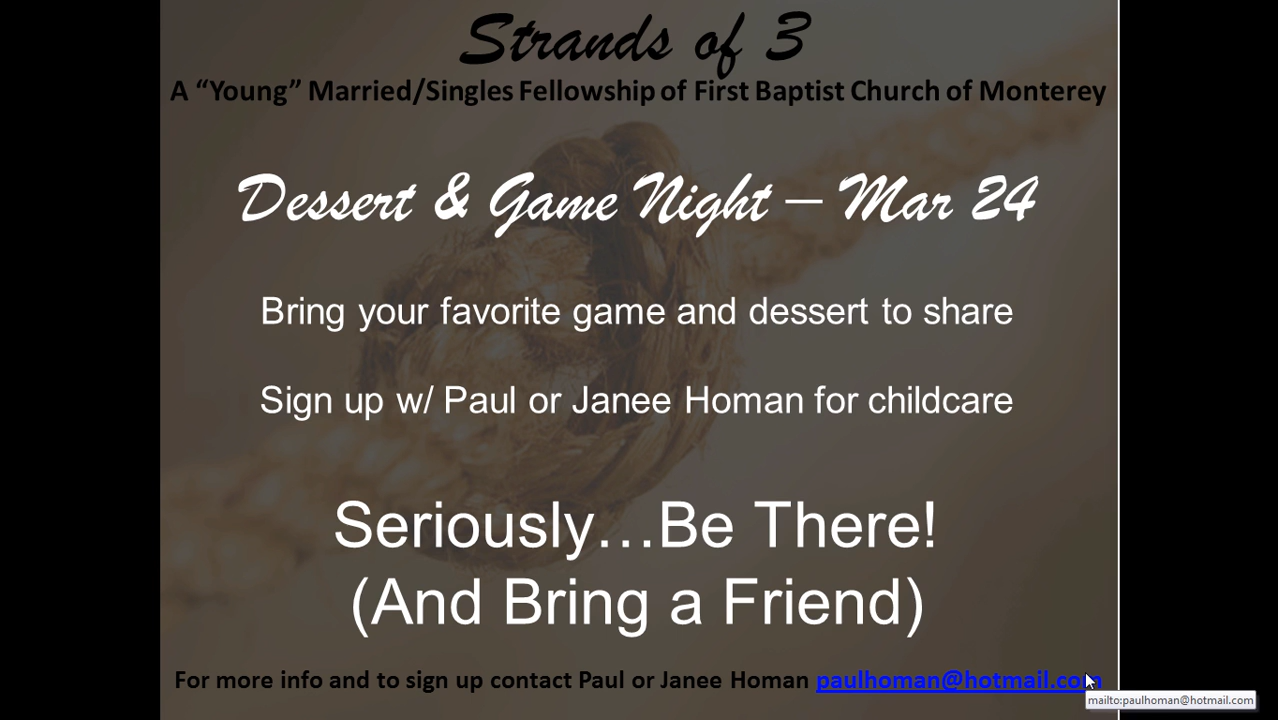 Strands of 3
A “Young” Married/Singles Fellowship of First Baptist Church of Monterey
Dessert & Game Night – Mar 24
Bring your favorite game and dessert to share
Sign up w/ Paul or Janee Homan for childcare
Seriously…Be There!
(And Bring a Friend)
For more info and to sign up contact Paul or Janee Homan paulhoman@hotmail.com
mailto:paulhoman@hotmail.com